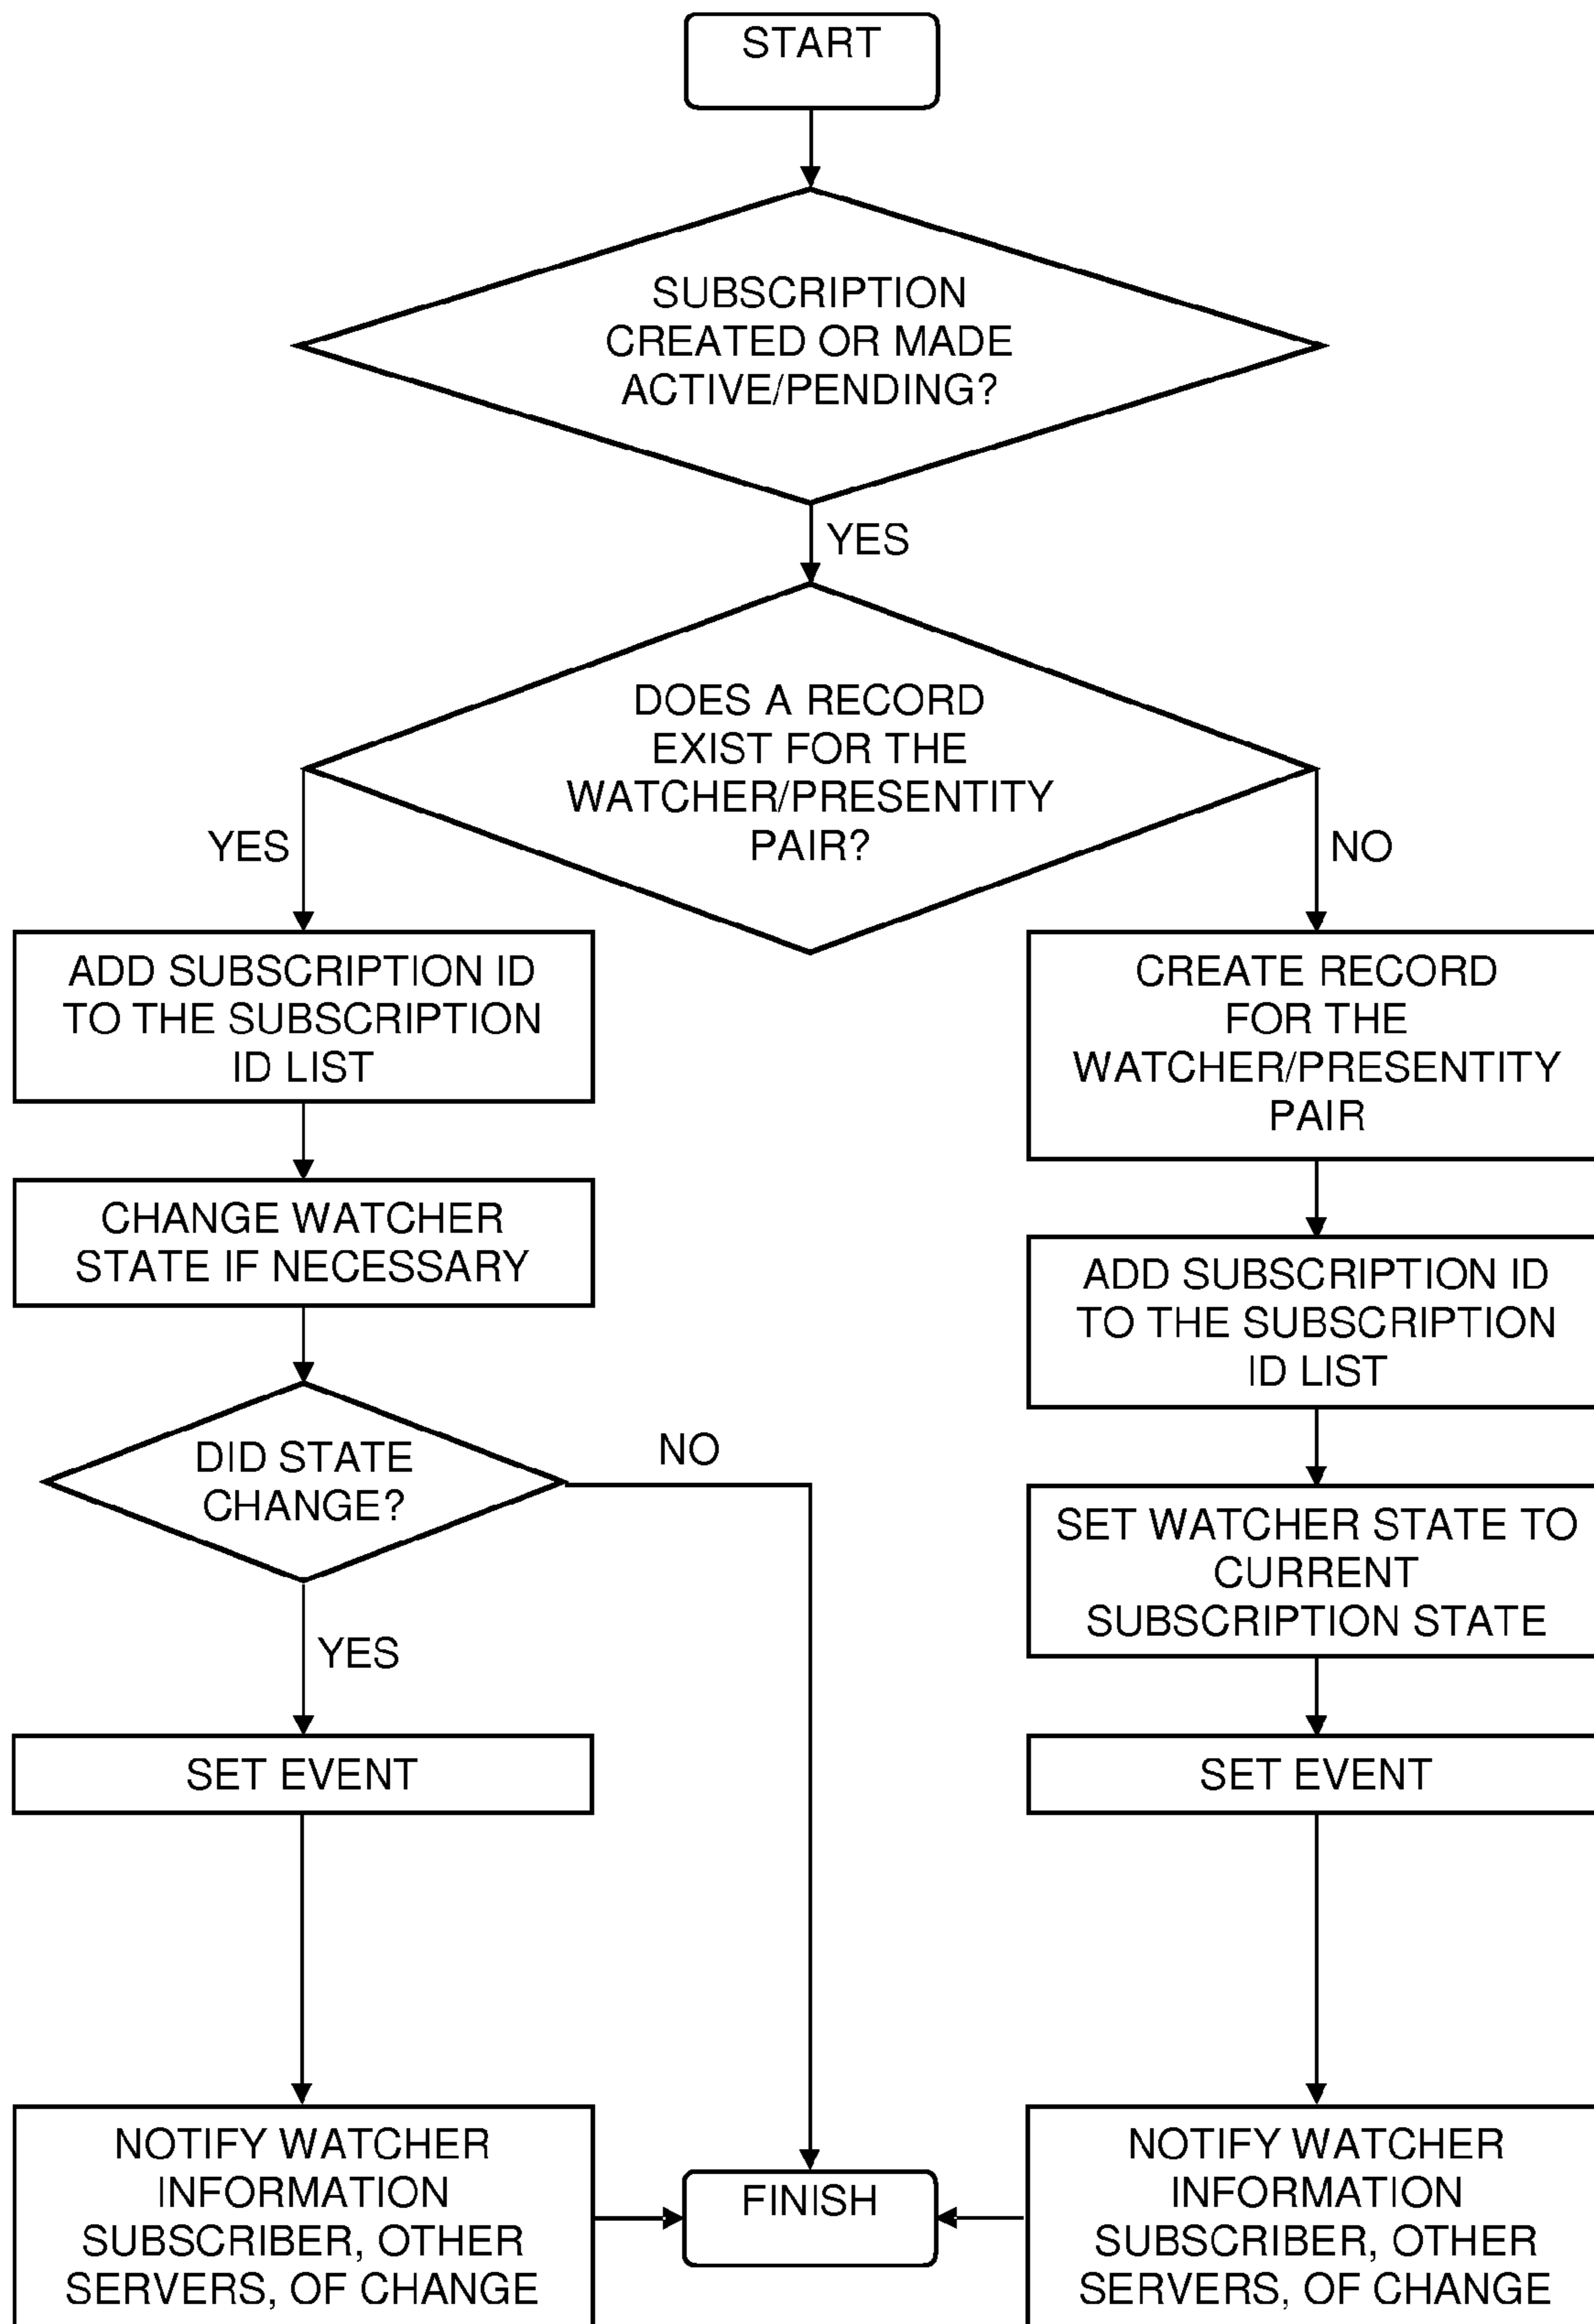 START
SUBSCRIPTION
CREATED OR MADE
ACTIVE/PENDING?
YES
DOES A RECORD
EXIST FOR THE
WATCHER/PRESENTITY
PAIR?
YES
NO
ADD SUBSCRIPTION ID
TO THE SUBSCRIPTION
ID LIST
CREATE RECORD
FOR THE
WATCHER/PRESENTITY
PAIR
CHANGE WATCHER
STATE IF NECESSARY
ADD SUBSCRIPTION ID
TO THE SUBSCRIPTION
ID LIST
DID STATE
CHANGE?
NO
SET WATCHER STATE TO
CURRENT
SUBSCRIPTION STATE
YES
SET EVENT
SET EVENT
NOTIFY WATCHER
INFORMATION
SUBSCRIBER, OTHER
SERVERS, OF CHANGE
FINISH
NOTIFY WATCHER
INFORMATION
SUBSCRIBER, OTHER
SERVERS, OF CHANGE